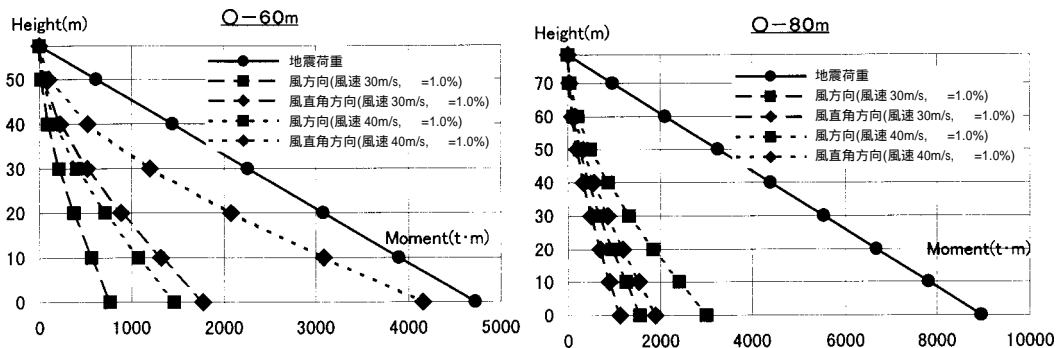 ○-60m
Height(m)
地震荷重
風方向(風速 30m/s,　=1.0%)
風直角方向(風速 30m/s,　=1.0%)
風方向(風速 40m/s,　=1.0%)
風直角方向(風速 40m/s,　=1.0%)
50
40
30
20
10
0
Moment(t・m)
0 1000 2000 3000 4000 5000
○-80m
Height(m)
地震荷重
風方向(風速 30m/s,　=1.0%)
風直角方向(風速 30m/s,　=1.0%)
風方向(風速 40m/s,　=1.0%)
風直角方向(風速 40m/s,　=1.0%)
70
60
50
40
30
20
10
0
Moment(t・m)
0 2000 4000 6000 8000 10000